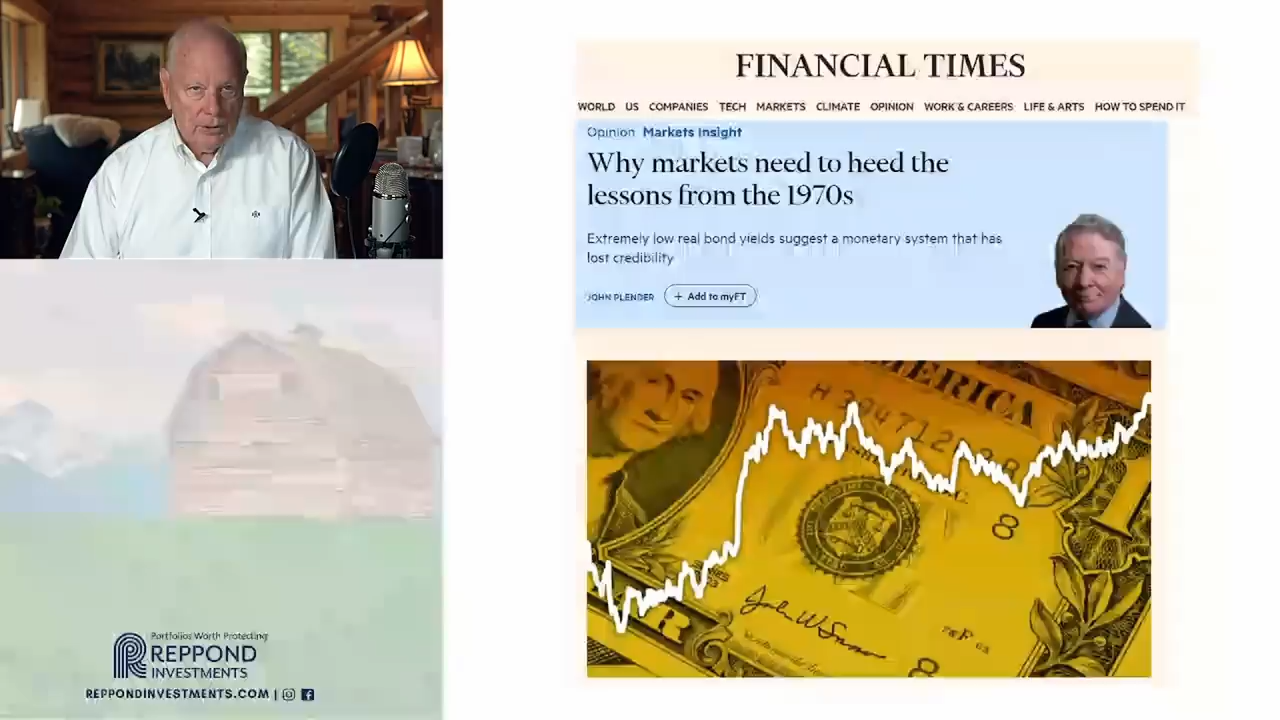 FINANCIAL TIMES
WORLD US COMPANIES TECH MARKETS CLIMATE OPINION WORK & CAREERS LIFE & ARTS HOW TO SPEND IT
Opinion Markets Insight
Why markets need to heed the
lessons from the 1970s
Extremely low real bond yields suggest a monetary system that has
lost credibility
JOHN PLENDER + Add to myFT
AMERICA
8
1
John W Snow
8
Portfolios Worth Protecting
REPPOND
INVESTMENTS
REPPONDINVESTMENTS.COM |